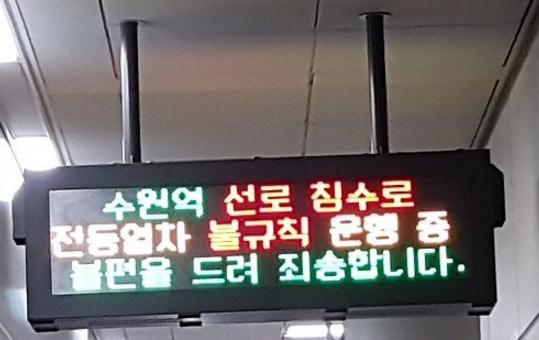 수원역 선로 침수로
전동열차 불규칙 운행 중
불편을 드려 죄송합니다.